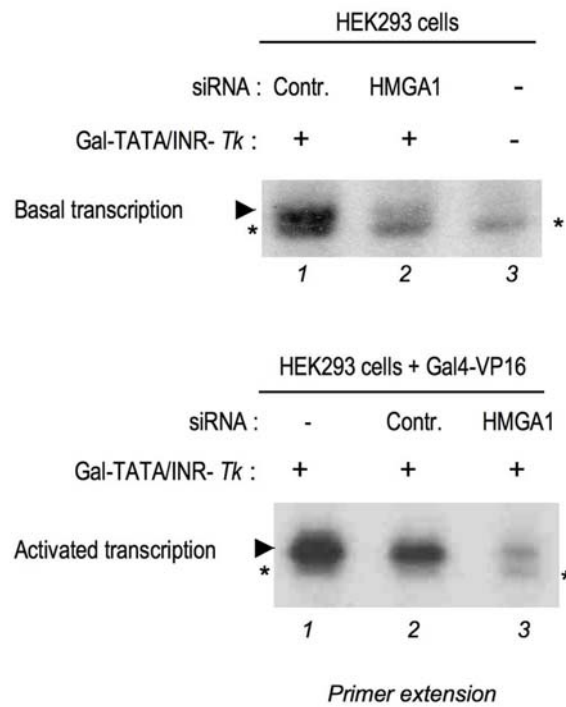 HEK293 cells
siRNA : Contr. HMGA1 -
Gal-TATA/INR- Tk : + + -
Basal transcription
* *
1 2 3
HEK293 cells + Gal4-VP16
siRNA : - Contr. HMGA1
Gal-TATA/INR- Tk : + + +
Activated transcription
* *
1 2 3
Primer extension